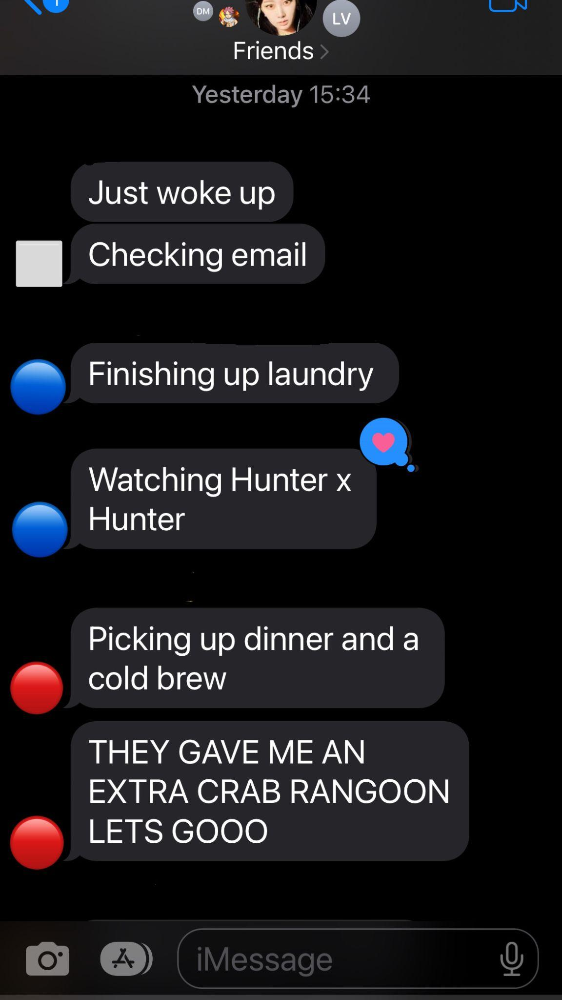 DM
LV
Friends
Yesterday 15:34
Just woke up
Checking email
Finishing up laundry
Watching Hunter x
Hunter
Picking up dinner and a
cold brew
THEY GAVE ME AN
EXTRA CRAB RANGOON
LETS GOOO
iMessage